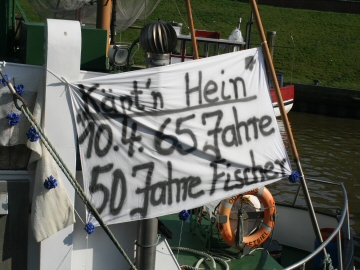 Käpt'n Hein
10.4. 65 Jahre
50 Jahre Fischer